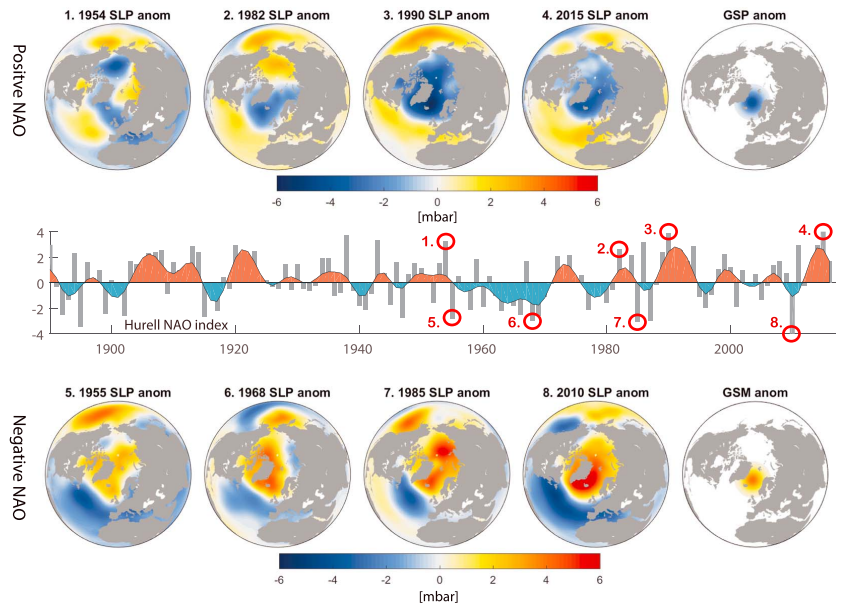 1. 1954 SLP anom
2. 1982 SLP anom
3. 1990 SLP anom
4. 2015 SLP anom
GSP anom
Positive NAO
-6 -4 -2 0 2 4 6
[mbar]
4
2
0
-2
-4
1.
2.
3.
4.
5.
6.
7.
8.
Hurell NAO index
1900 1920 1940 1960 1980 2000
5. 1955 SLP anom
6. 1968 SLP anom
7. 1985 SLP anom
8. 2010 SLP anom
GSM anom
Negative NAO
-6 -4 -2 0 2 4 6
[mbar]